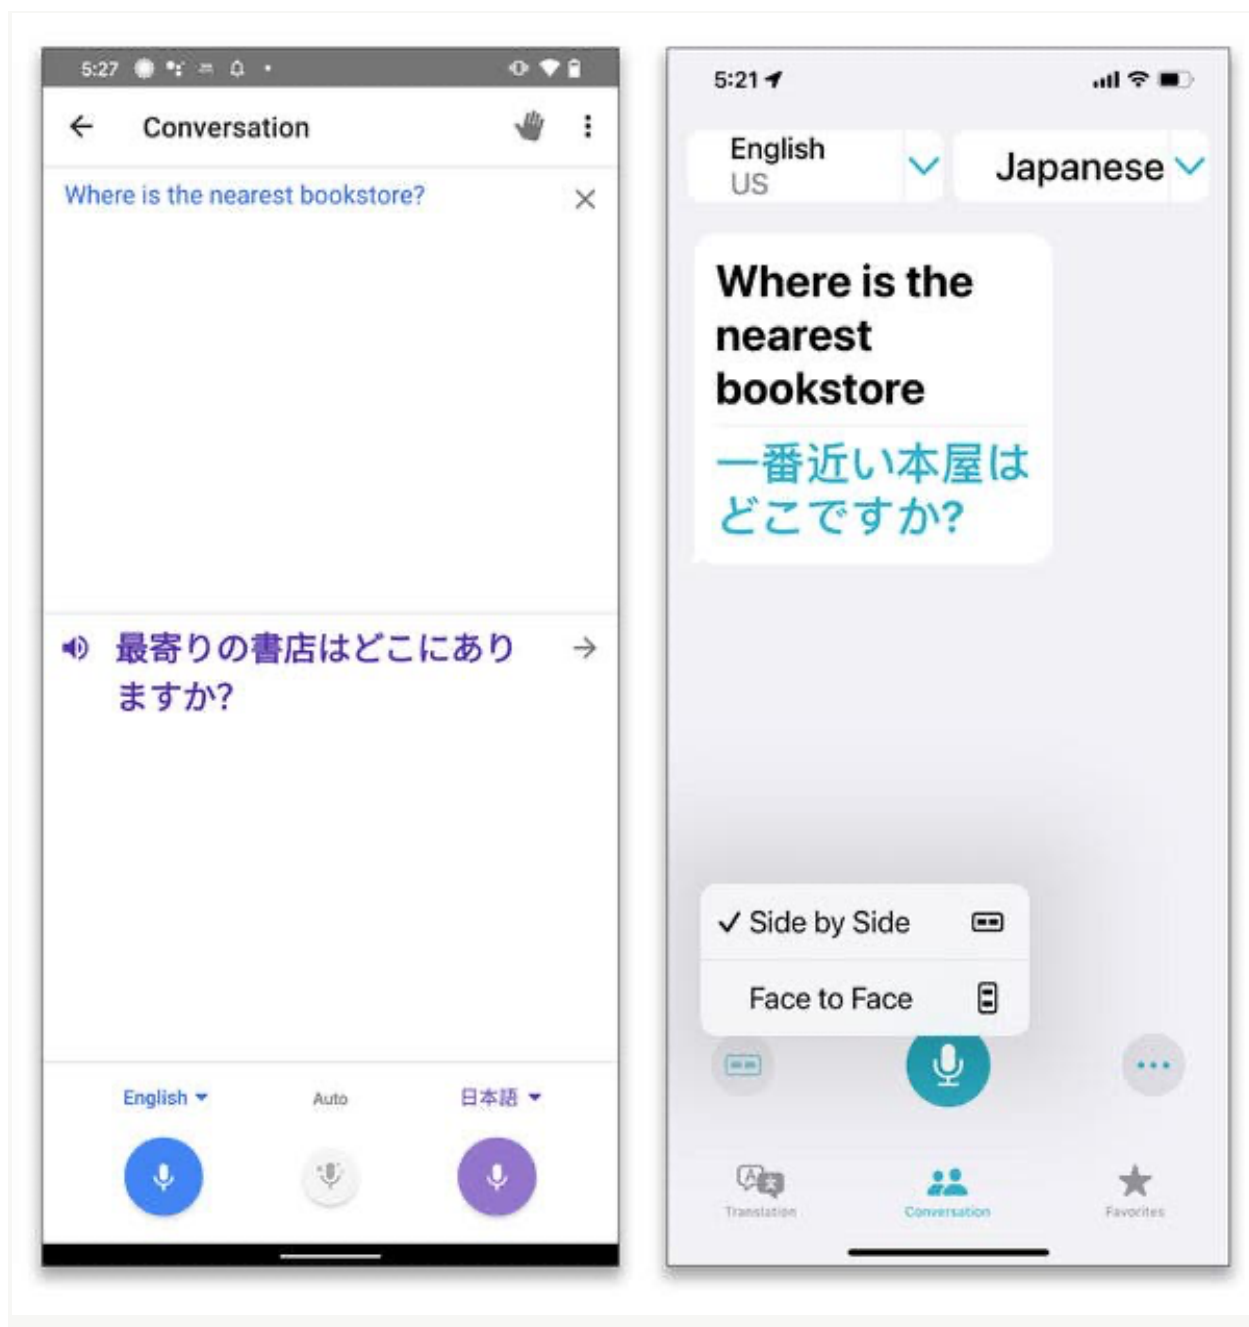 5:27
Conversation
Where is the nearest bookstore?
最寄りの書店はどこにあり
ますか?
English
Auto
日本語
5:21
English
US
Japanese
Where is the
nearest
bookstore
一番近い本屋は
どこですか?
Side by Side
Face to Face
Translation
Conversation
Favorites